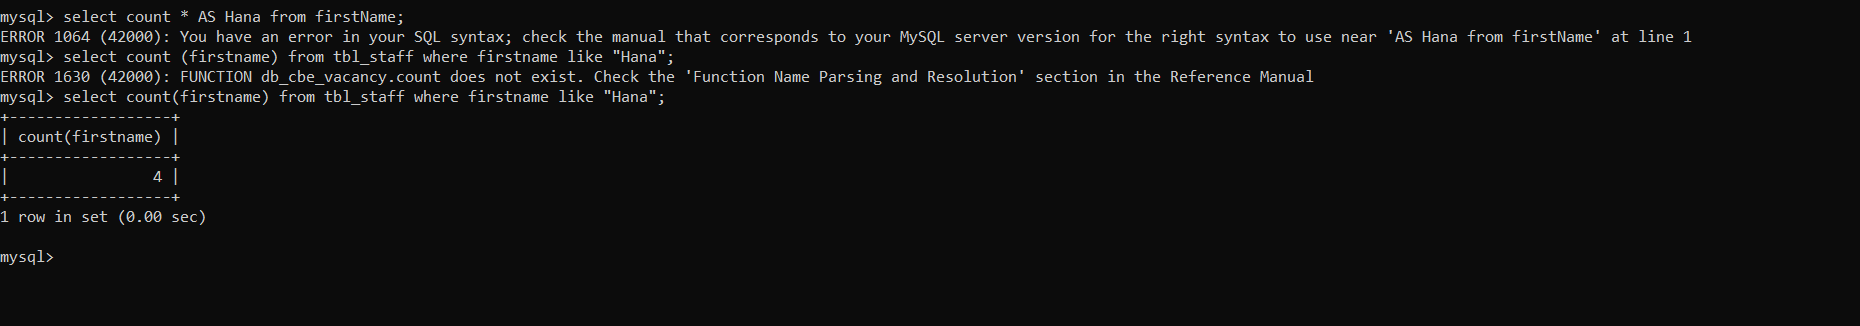 mysql> select count * AS Hana from firstName;
ERROR 1064 (42000): You have an error in your SQL syntax; check the manual that corresponds to your MySQL server version for the right syntax to use near 'AS Hana from firstName' at line 1
mysql> select count (firstname) from tbl_staff where firstname like "Hana";
ERROR 1630 (42000): FUNCTION db_cbe_vacancy.count does not exist. Check the 'Function Name Parsing and Resolution' section in the Reference Manual
mysql> select count(firstname) from tbl_staff where firstname like "Hana";
+------------------+
| count(firstname) |
+------------------+
|                4 |
+------------------+
1 row in set (0.00 sec)
mysql>